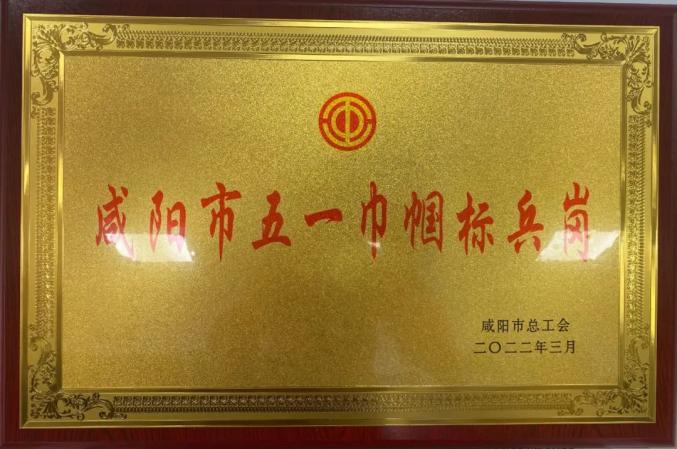 咸阳市五一巾帼标兵岗
咸阳市总工会
二〇二二年三月